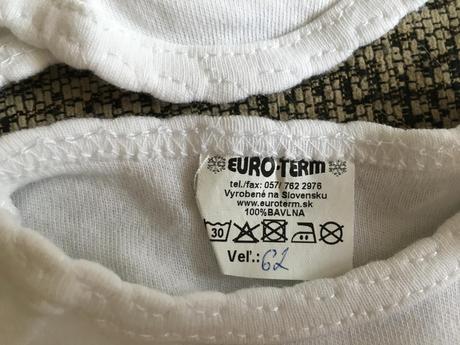 EURO-TERM
tel./fax: 057/ 762 2976
Vyrobené na Slovensku
www.euroterm.sk
100%BAVLNA
30
Veľ.: 62